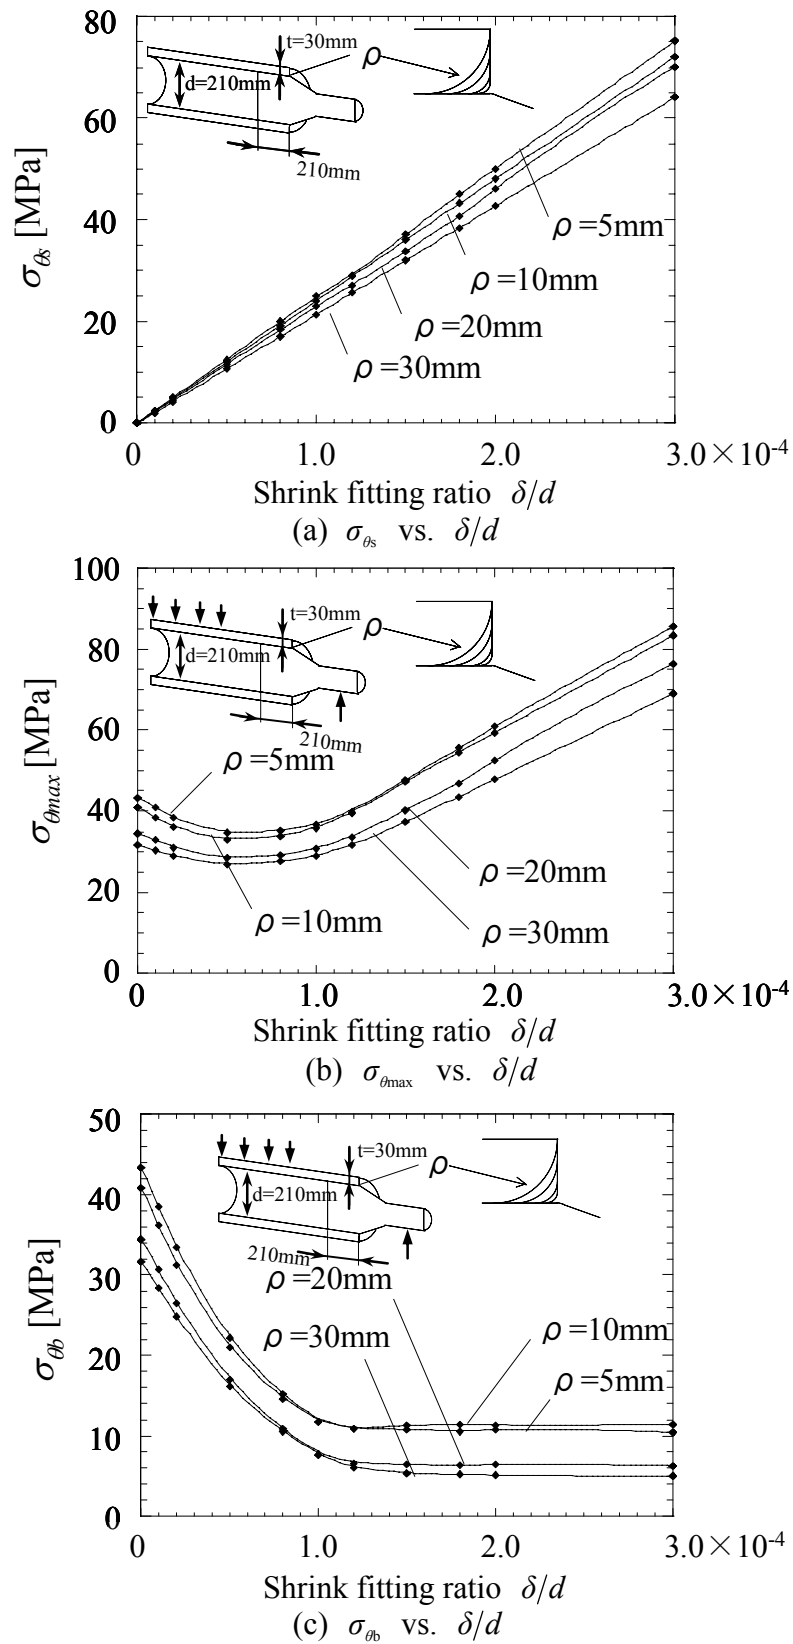 80
60
40
20
0
σθs [MPa]
t=30mm
d=210mm
210mm
ρ
ρ=5mm
ρ=10mm
ρ=20mm
ρ=30mm
0 1.0 2.0 3.0×10-4
Shrink fitting ratio δ/d
(a) σθs vs. δ/d
100
80
60
40
20
0
σθmax [MPa]
t=30mm
d=210mm
210mm
ρ
ρ=5mm
ρ=10mm
ρ=20mm
ρ=30mm
0 1.0 2.0 3.0×10-4
Shrink fitting ratio δ/d
(b) σθmax vs. δ/d
50
40
30
20
10
0
σθb [MPa]
t=30mm
d=210mm
210mm
ρ
ρ=20mm
ρ=30mm
ρ=10mm
ρ=5mm
0 1.0 2.0 3.0×10-4
Shrink fitting ratio δ/d
(c) σθb vs. δ/d